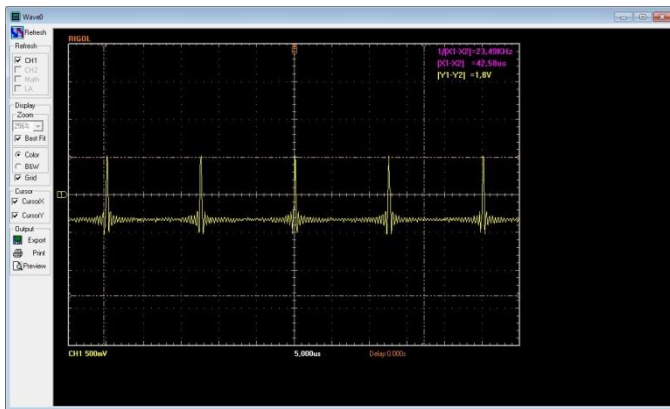 Wave0
Refresh
RIGOL
Refresh
CH1
CH2
Math
LA
Display
Zoom
256%
Best Fit
Color
B&W
Grid
Cursor
CursorX
CursorY
Output
Export
Print
Preview
1/|X1-X2|=23,49KHz
|X1-X2| =42,58us
|Y1-Y2| =1,8V
CH1 500mV
5,000us
Delay:0.000s